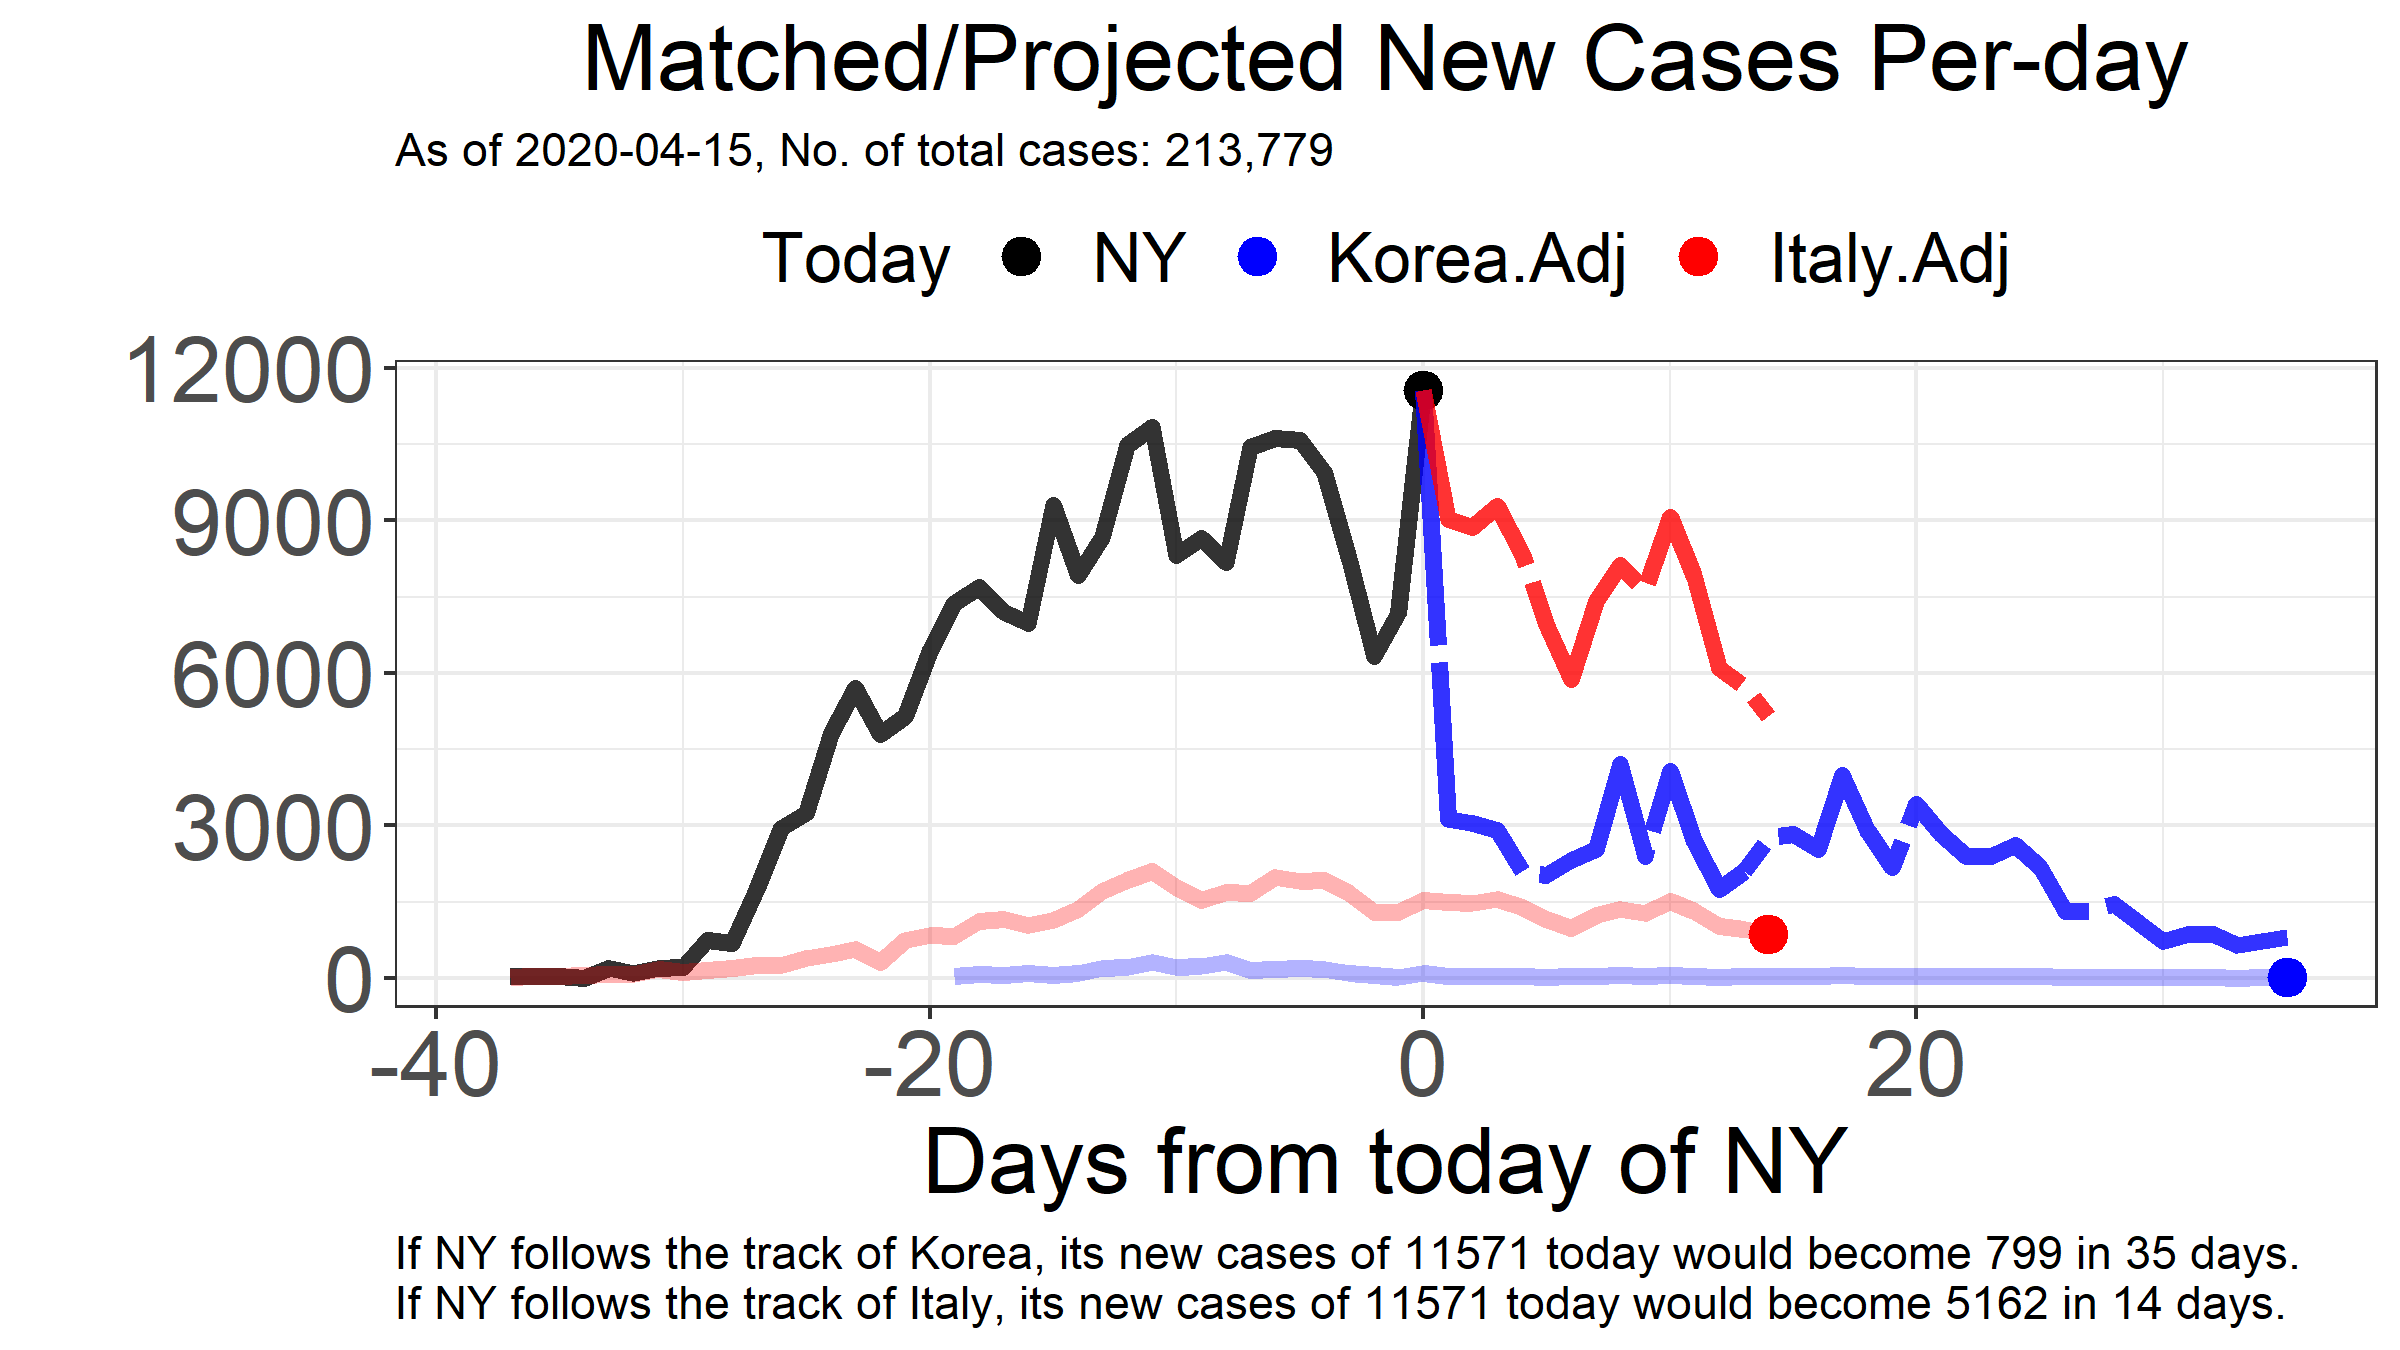 Matched/Projected New Cases Per-day
As of 2020-04-15, No. of total cases: 213,779
Today NY Korea.Adj Italy.Adj
12000
9000
6000
3000
0
-40 -20 0 20
Days from today of NY
If NY follows the track of Korea, its new cases of 11571 today would become 799 in 35 days.
If NY follows the track of Italy, its new cases of 11571 today would become 5162 in 14 days.